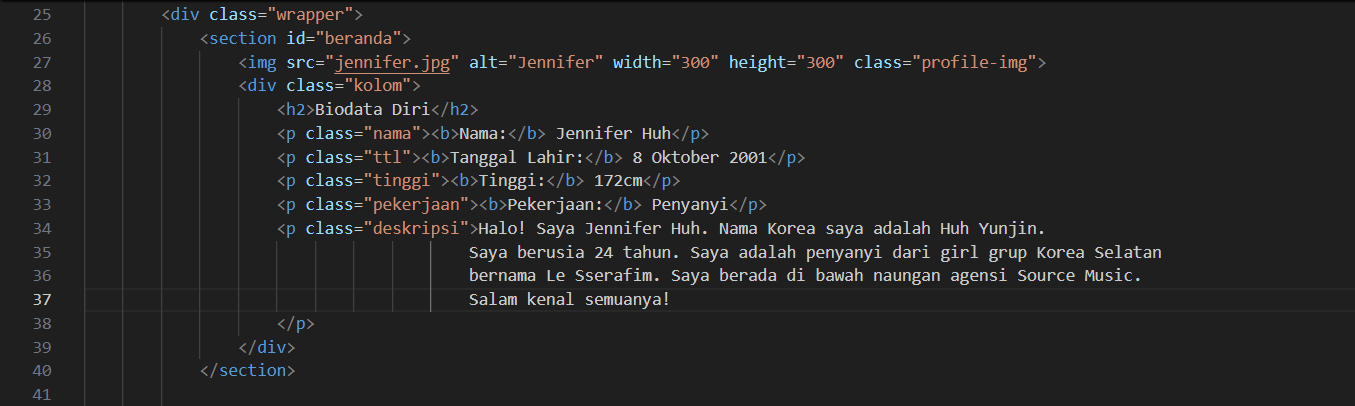 25 <div class="wrapper">
26 <section id="beranda">
27 <img src="jennifer.jpg" alt="Jennifer" width="300" height="300" class="profile-img">
28 <div class="kolom">
29 <h2>Biodata Diri</h2>
30 <p class="nama"><b>Nama:</b> Jennifer Huh</p>
31 <p class="ttl"><b>Tanggal Lahir:</b> 8 Oktober 2001</p>
32 <p class="tinggi"><b>Tinggi:</b> 172cm</p>
33 <p class="pekerjaan"><b>Pekerjaan:</b> Penyanyi</p>
34 <p class="deskripsi">Halo! Saya Jennifer Huh. Nama Korea saya adalah Huh Yunjin.
35 Saya berusia 24 tahun. Saya adalah penyanyi dari girl grup Korea Selatan
36 bernama Le Sserafim. Saya berada di bawah naungan agensi Source Music.
37 Salam kenal semuanya!
38 </p>
39 </div>
40 </section>
41